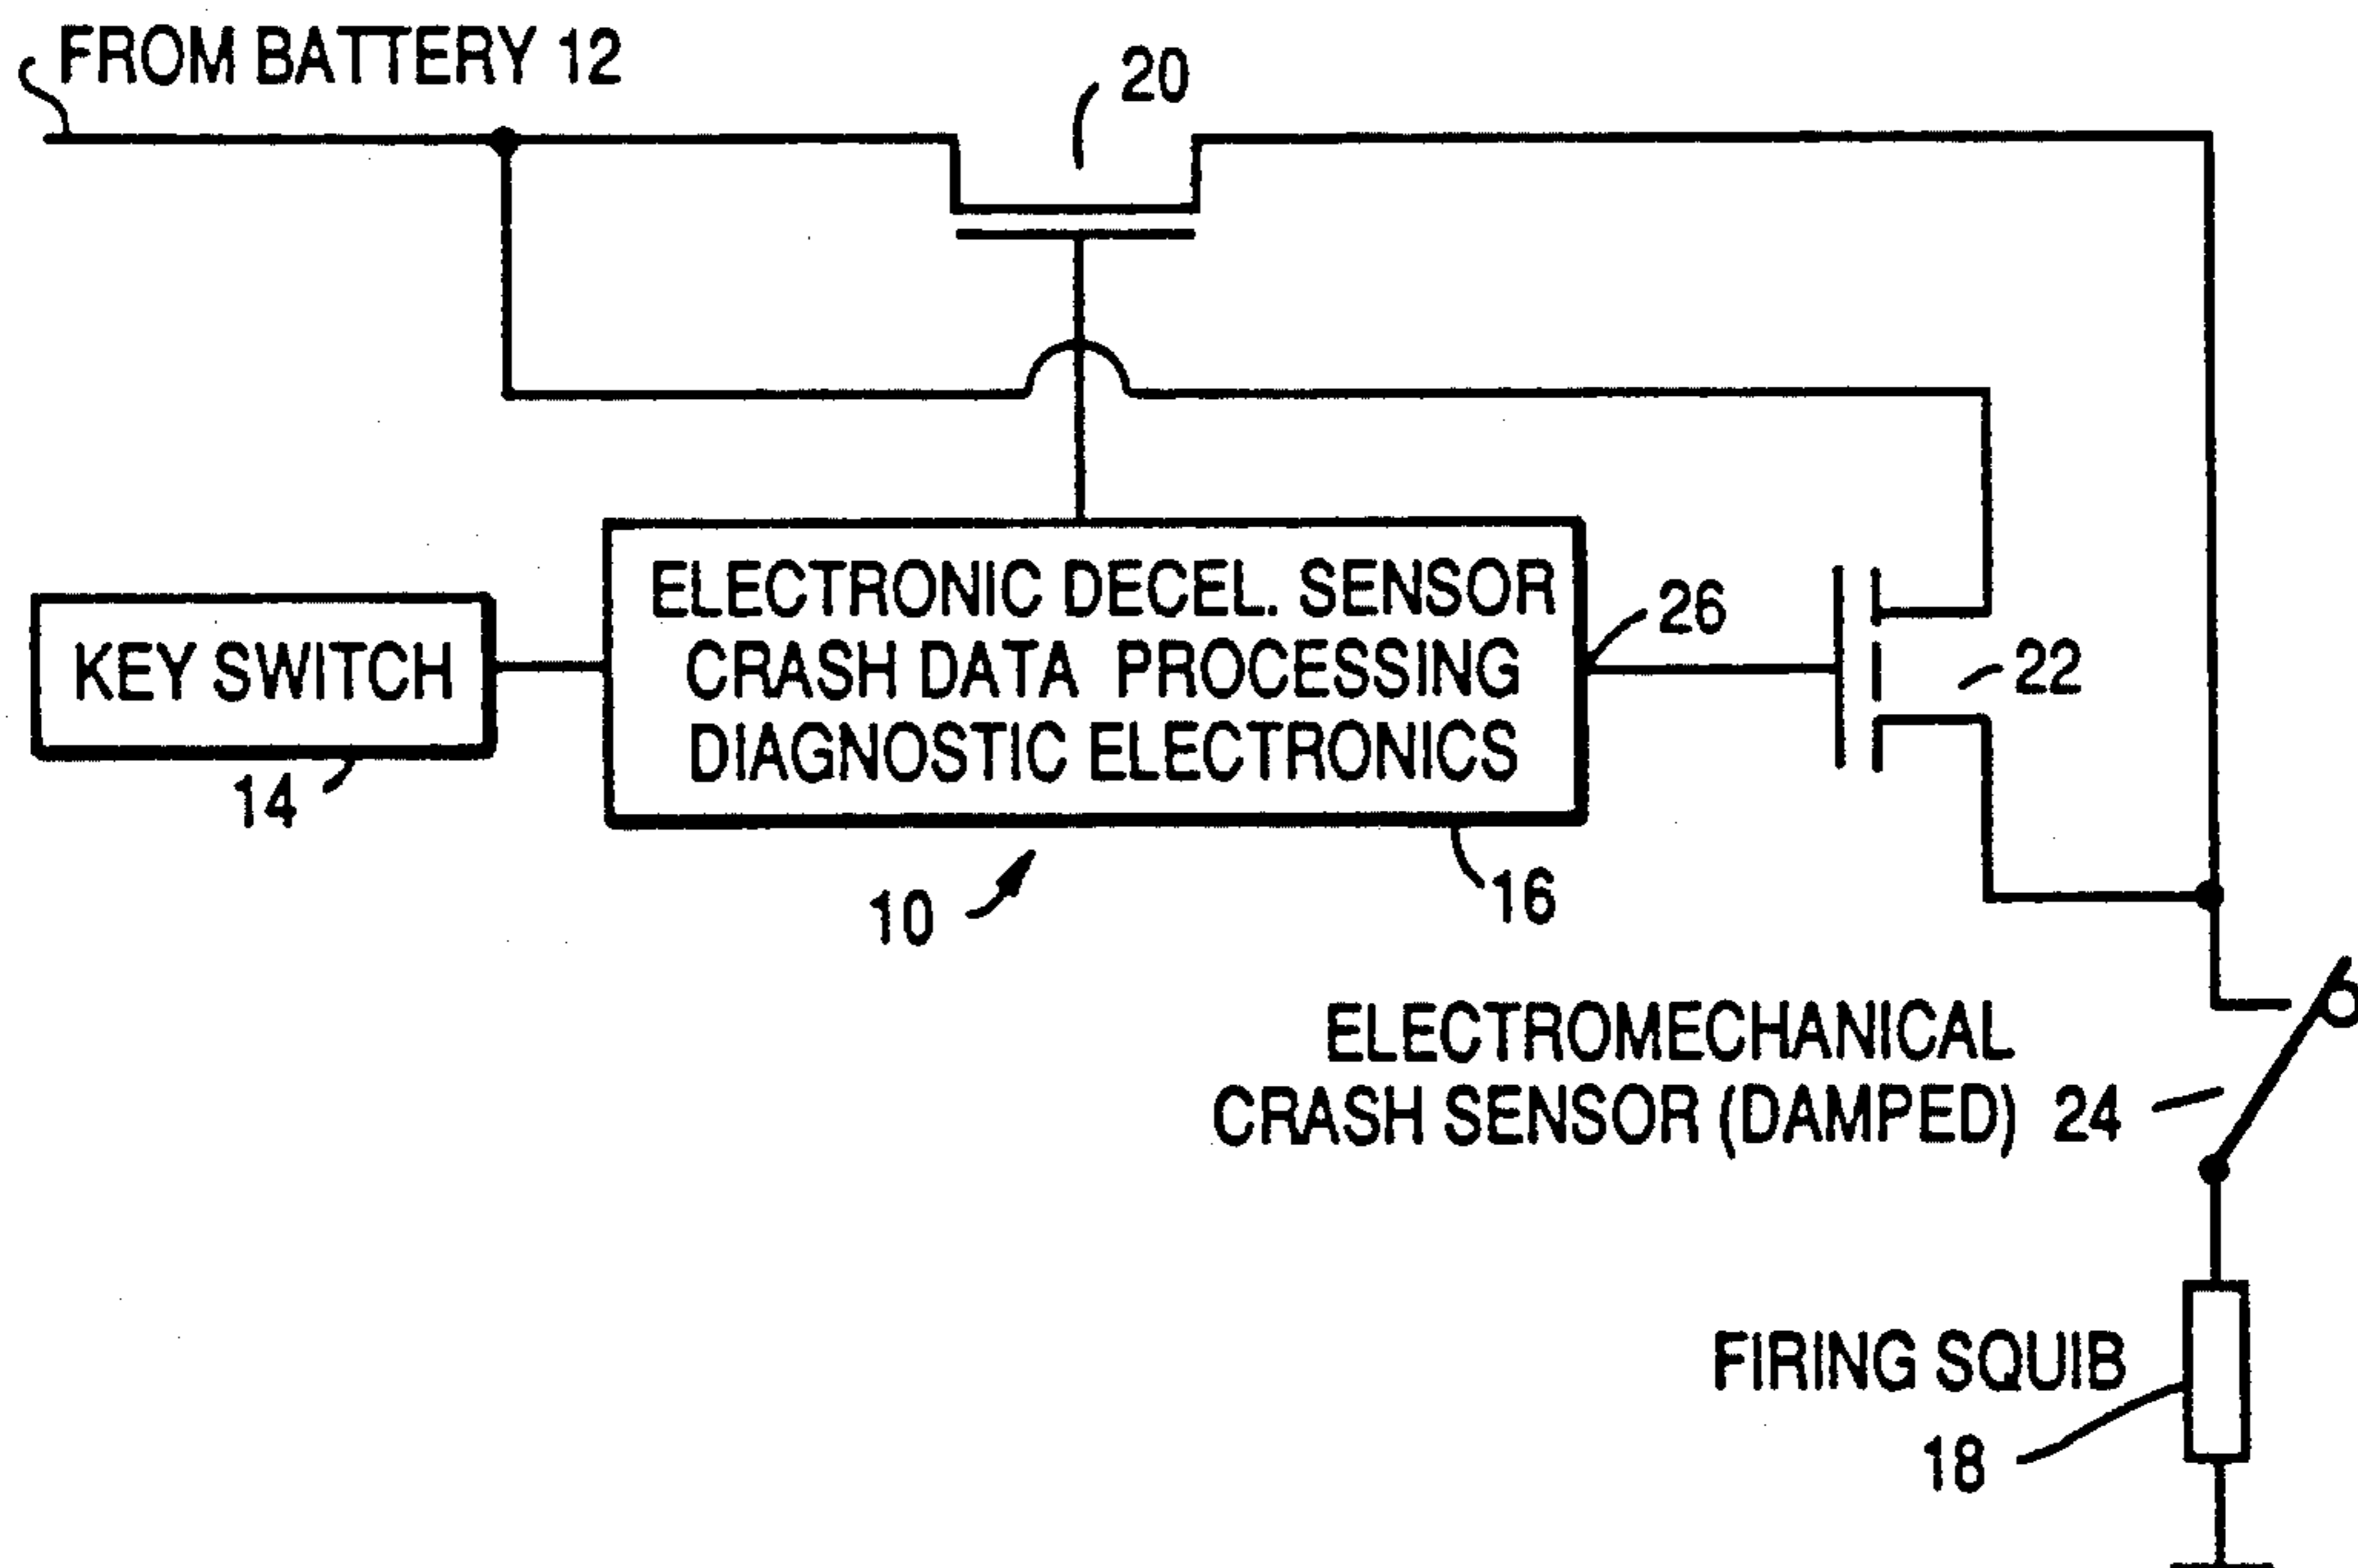 FROM BATTERY 12
20
ELECTRONIC DECEL. SENSOR
CRASH DATA PROCESSING
DIAGNOSTIC ELECTRONICS
KEY SWITCH
14
26
22
10
16
ELECTROMECHANICAL
CRASH SENSOR (DAMPED) 24
FIRING SQUIB
18